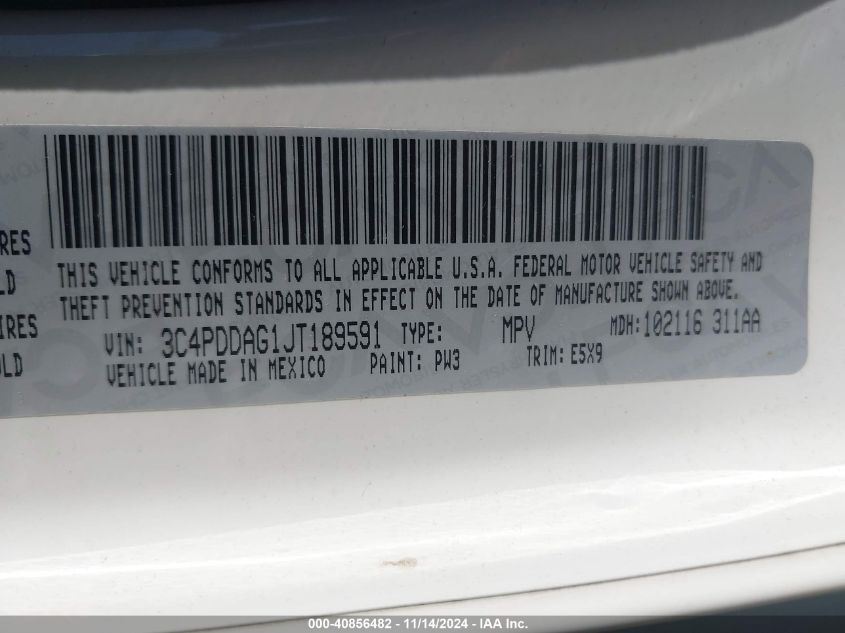 THIS VEHICLE CONFORMS TO ALL APPLICABLE U.S.A. FEDERAL MOTOR VEHICLE SAFETY AND
THEFT PREVENTION STANDARDS IN EFFECT ON THE DATE OF MANUFACTURE SHOWN ABOVE.
VIN: 3C4PDDAG1JT189591 TYPE: MPV MDH:102116 311AA
VEHICLE MADE IN MEXICO PAINT: PW3 TRIM: E5X9
RES
LD
IRES
OLD
000-40856482 - 11/14/2024 - IAA Inc.